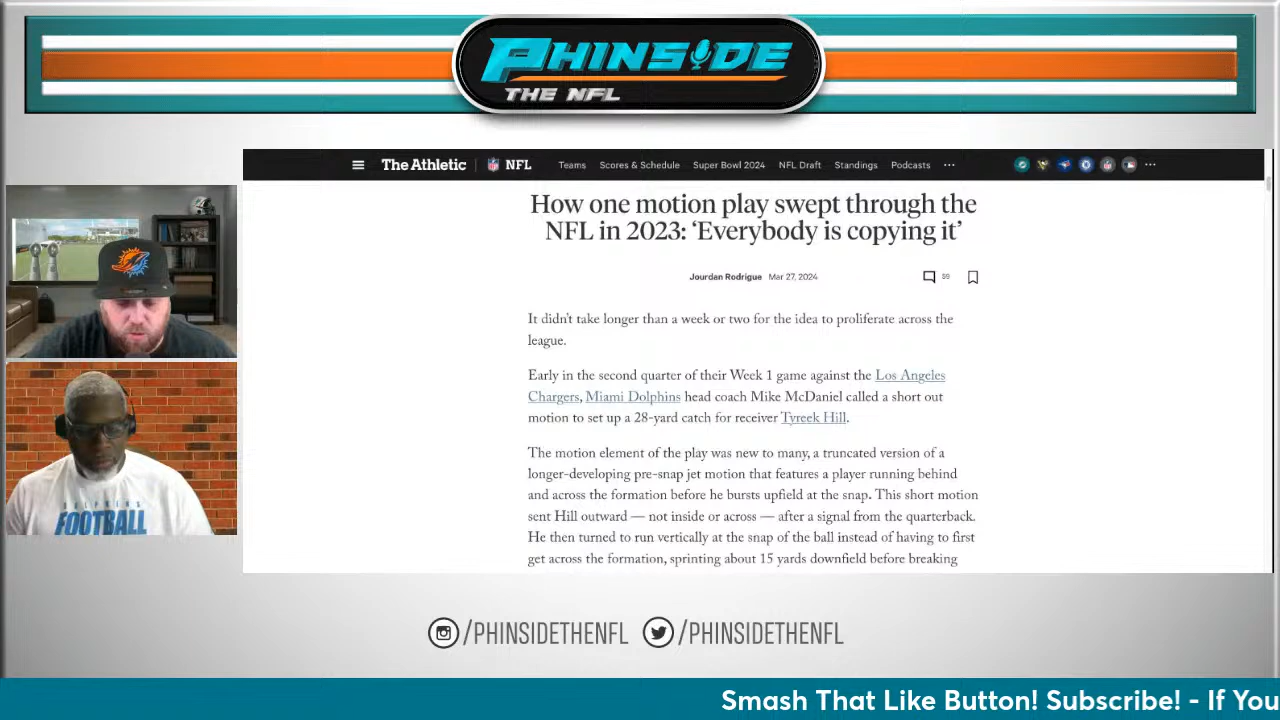 PHINSIDE
THE NFL
The Athletic
NFL
Teams
Scores & Schedule
Super Bowl 2024
NFL Draft
Standings
Podcasts
How one motion play swept through the
NFL in 2023: ‘Everybody is copying it’
Jourdan Rodrigue Mar 27, 2024
It didn’t take longer than a week or two for the idea to proliferate across the
league.
Early in the second quarter of their Week 1 game against the Los Angeles
Chargers, Miami Dolphins head coach Mike McDaniel called a short out
motion to set up a 28-yard catch for receiver Tyreek Hill.
The motion element of the play was new to many, a truncated version of a
longer-developing pre-snap jet motion that features a player running behind
and across the formation before he bursts upfield at the snap. This short motion
sent Hill outward — not inside or across — after a signal from the quarterback.
He then turned to run vertically at the snap of the ball instead of having to first
get across the formation, sprinting about 15 yards downfield before breaking
DOLPHINS
FOOTBALL
/PHINSIDETHENFL
/PHINSIDETHENFL
Smash That Like Button! Subscribe! - If You